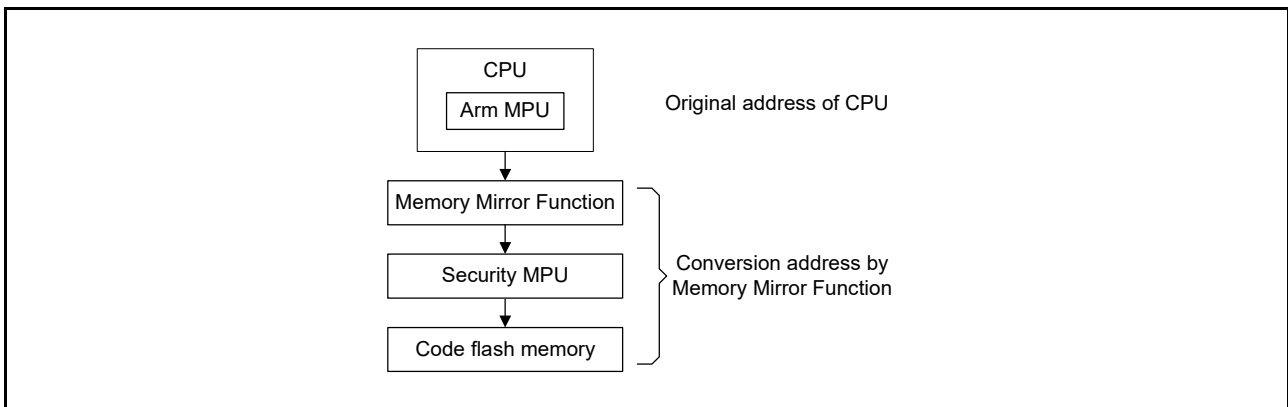 CPU
Arm MPU
Original address of CPU
Memory Mirror Function
Security MPU
Code flash memory
Conversion address by
Memory Mirror Function